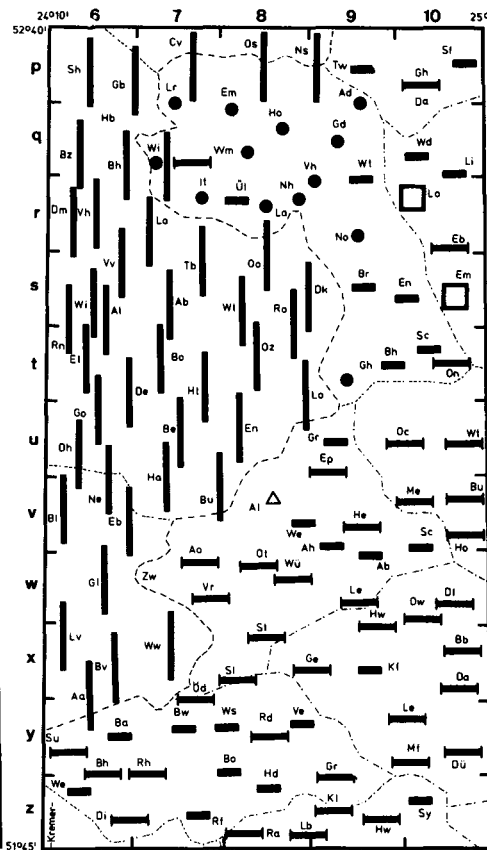 24°10' 6 7 8 9 10
52°40'
Cv Os Ns
Sh Gb Tw Sf
p
Lr Em Ad Gh
Da
Hb Ho
q
Bz Bh Wi Wm Gd Wd
Vh Wt Li
It Ül Nh Lo
Dm Vh La La
r
No
Vv Tb Oo Eb
s
Wi Al Ab Wl Ra Dk Br En Em
Rn El Bo Oz Sc
t
De Ht Lo Bh On
Gh
Go Be En
u
Oh Gr Oc Wt
Ha Ep
Ne Bu Al Me Bu
v
Bl Eb We He
Ah Sc Ho
Ao Ot Ab
Zw Wü
w
Gl Vr Le Ow Dl
Hw
Lv Ww St Bb
x
Bv Sl Ge Kf Da
Aa Od
Ws Ve Le
y
Ba Bw Rd
Su Mf Dü
Bh Rh Bo Gr
We Hd
z
Kl Sy
Di Rf Hw
Ra Lb
51°45'
Kremer